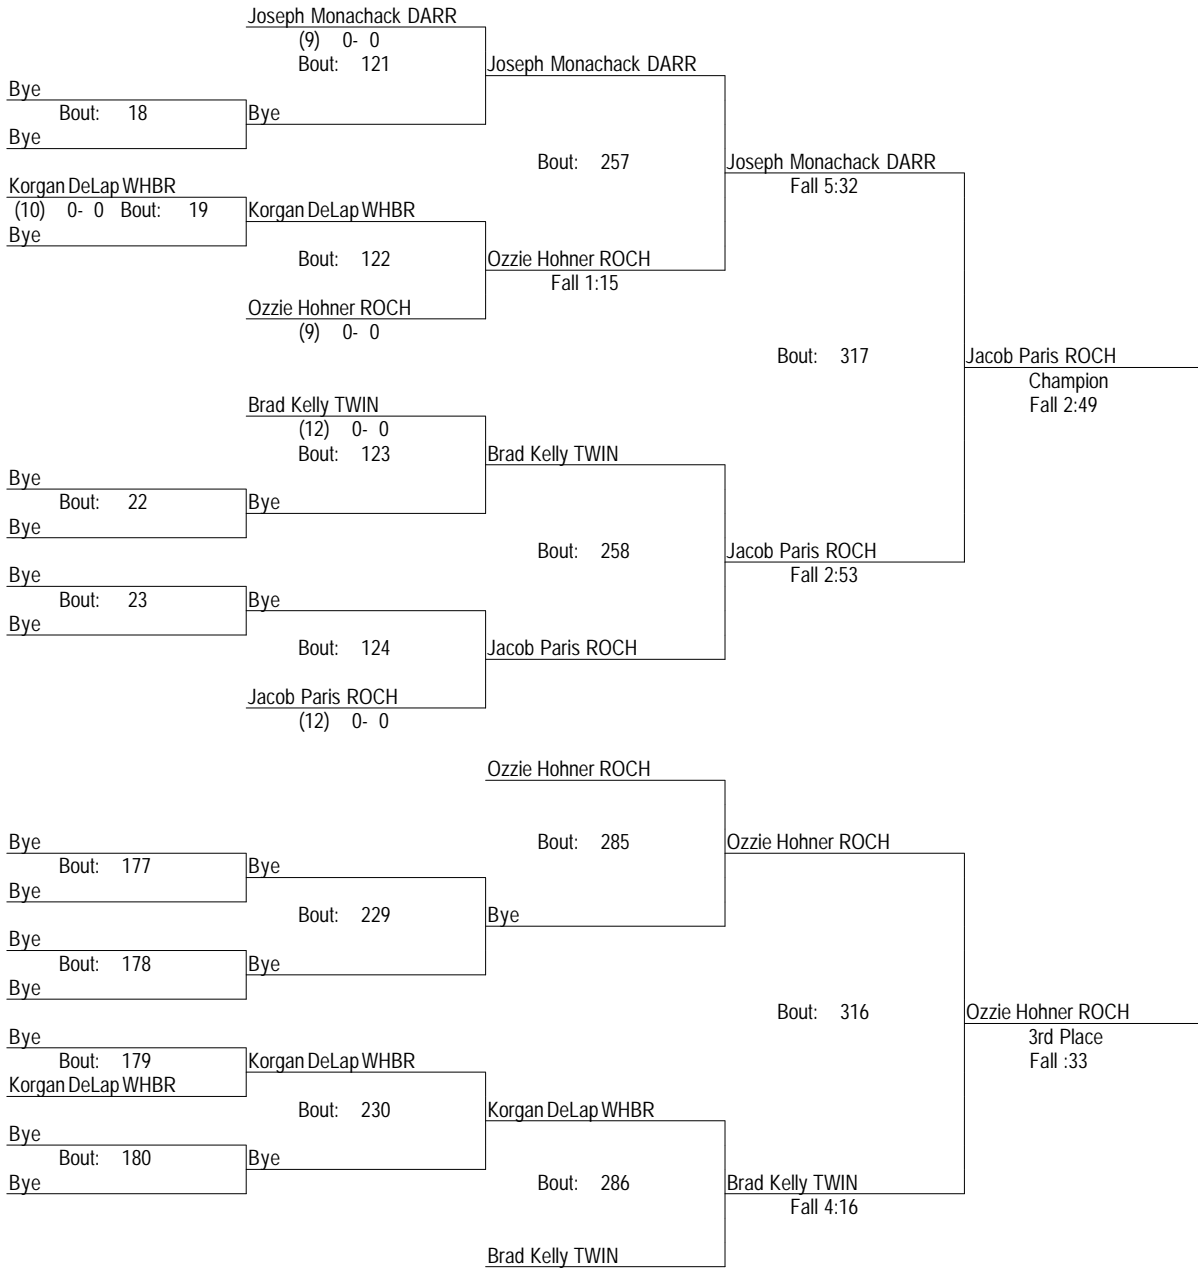 Joseph Monachack DARR
(9) 0- 0
Bout: 121
Joseph Monachack DARR
Bye
Bout: 18
Bye
Bye
Bout: 257
Joseph Monachack DARR
Fall 5:32
Korgan DeLap WHBR
(10) 0- 0 Bout: 19
Korgan DeLap WHBR
Bye
Bout: 122
Ozzie Hohner ROCH
Fall 1:15
Ozzie Hohner ROCH
(9) 0- 0
Bout: 317
Jacob Paris ROCH
Champion
Fall 2:49
Brad Kelly TWIN
(12) 0- 0
Bout: 123
Brad Kelly TWIN
Bye
Bout: 22
Bye
Bye
Bout: 258
Jacob Paris ROCH
Fall 2:53
Bye
Bout: 23
Bye
Bye
Bout: 124
Jacob Paris ROCH
Jacob Paris ROCH
(12) 0- 0
Ozzie Hohner ROCH
Bye
Bout: 285
Ozzie Hohner ROCH
Bout: 177
Bye
Bye
Bout: 229
Bye
Bye
Bout: 178
Bye
Bye
Bout: 316
Ozzie Hohner ROCH
3rd Place
Fall :33
Bye
Bout: 179
Korgan DeLap WHBR
Korgan DeLap WHBR
Bout: 230
Korgan DeLap WHBR
Bye
Bout: 180
Bye
Bye
Bout: 286
Brad Kelly TWIN
Fall 4:16
Brad Kelly TWIN